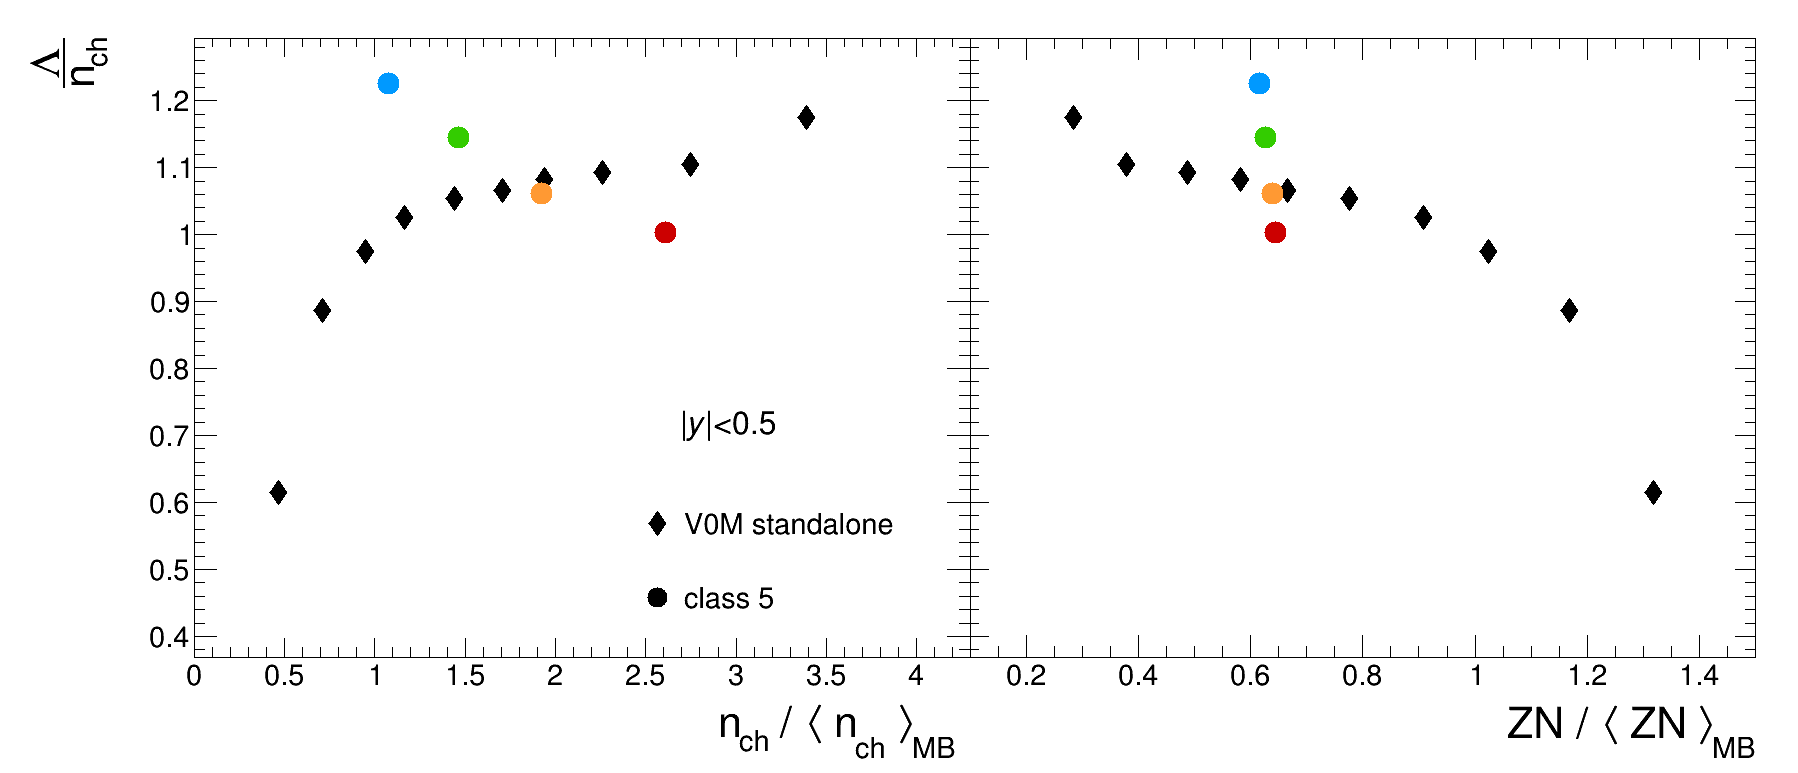 Λ
n_ch
1.2
1.1
1
0.9
0.8
0.7
0.6
0.5
0.4
|y|<0.5
V0M standalone
class 5
0 0.5 1 1.5 2 2.5 3 3.5 4
0.2 0.4 0.6 0.8 1 1.2 1.4
n_ch / ⟨ n_ch ⟩_MB
ZN / ⟨ ZN ⟩_MB